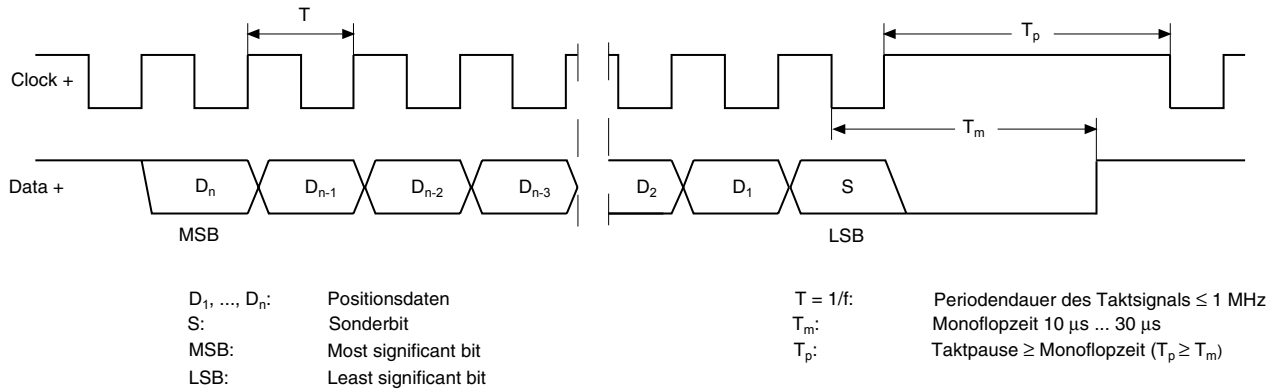 T
Tp
Clock +
Tm
Data +
Dn
Dn-1
Dn-2
Dn-3
D2
D1
S
MSB
LSB
D1, ..., Dn: Positionsdaten
S: Sonderbit
MSB: Most significant bit
LSB: Least significant bit
T = 1/f: Periodendauer des Taktsignals ≤ 1 MHz
Tm: Monoflopzeit 10 μs ... 30 μs
Tp: Taktpause ≥ Monoflopzeit (Tp ≥ Tm)